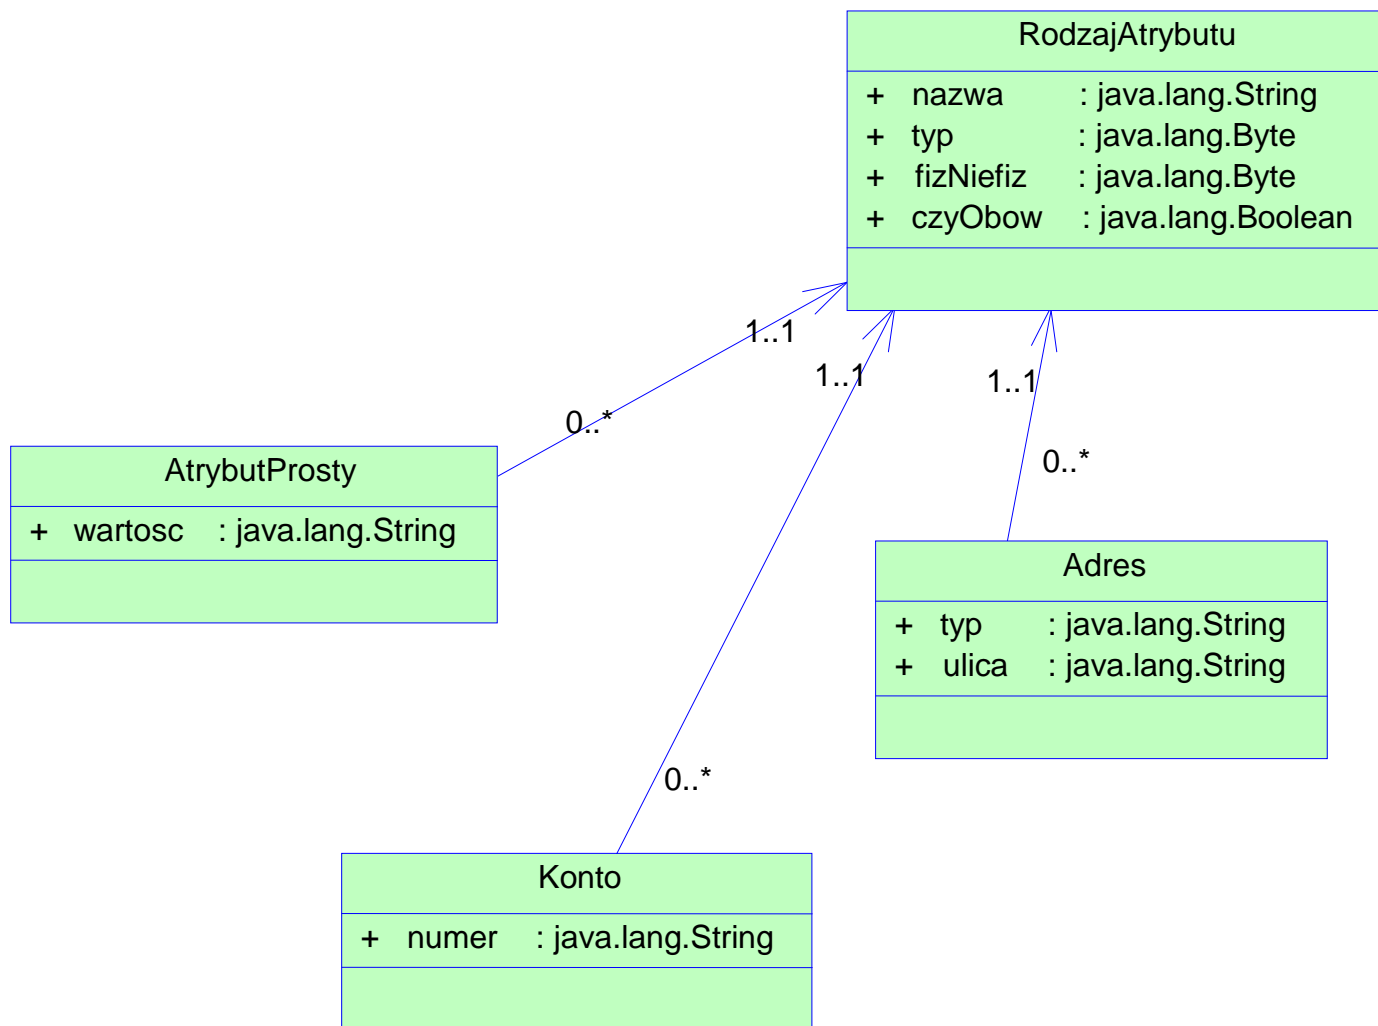 RodzajAtrybutu
+ nazwa : java.lang.String
+ typ : java.lang.Byte
+ fizNiefiz : java.lang.Byte
+ czyObow : java.lang.Boolean
1..1
1..1
1..1
0..*
0..*
0..*
AtrybutProsty
+ wartosc : java.lang.String
Adres
+ typ : java.lang.String
+ ulica : java.lang.String
Konto
+ numer : java.lang.String